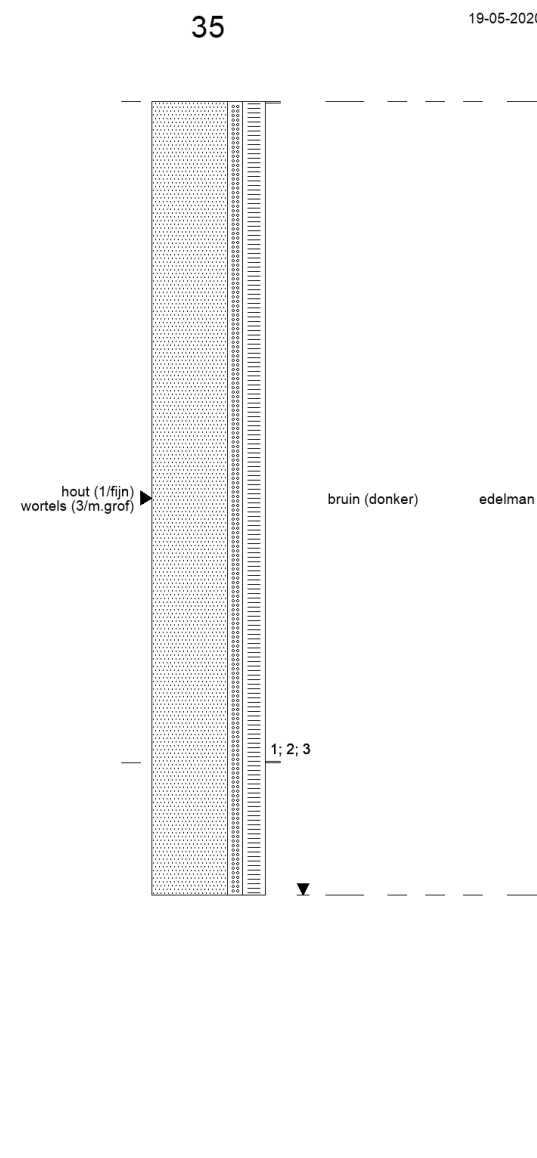 35
19-05-2020
hout (1/fijn)
wortels (3/m.grof)
bruin (donker)
edelman
1; 2; 3